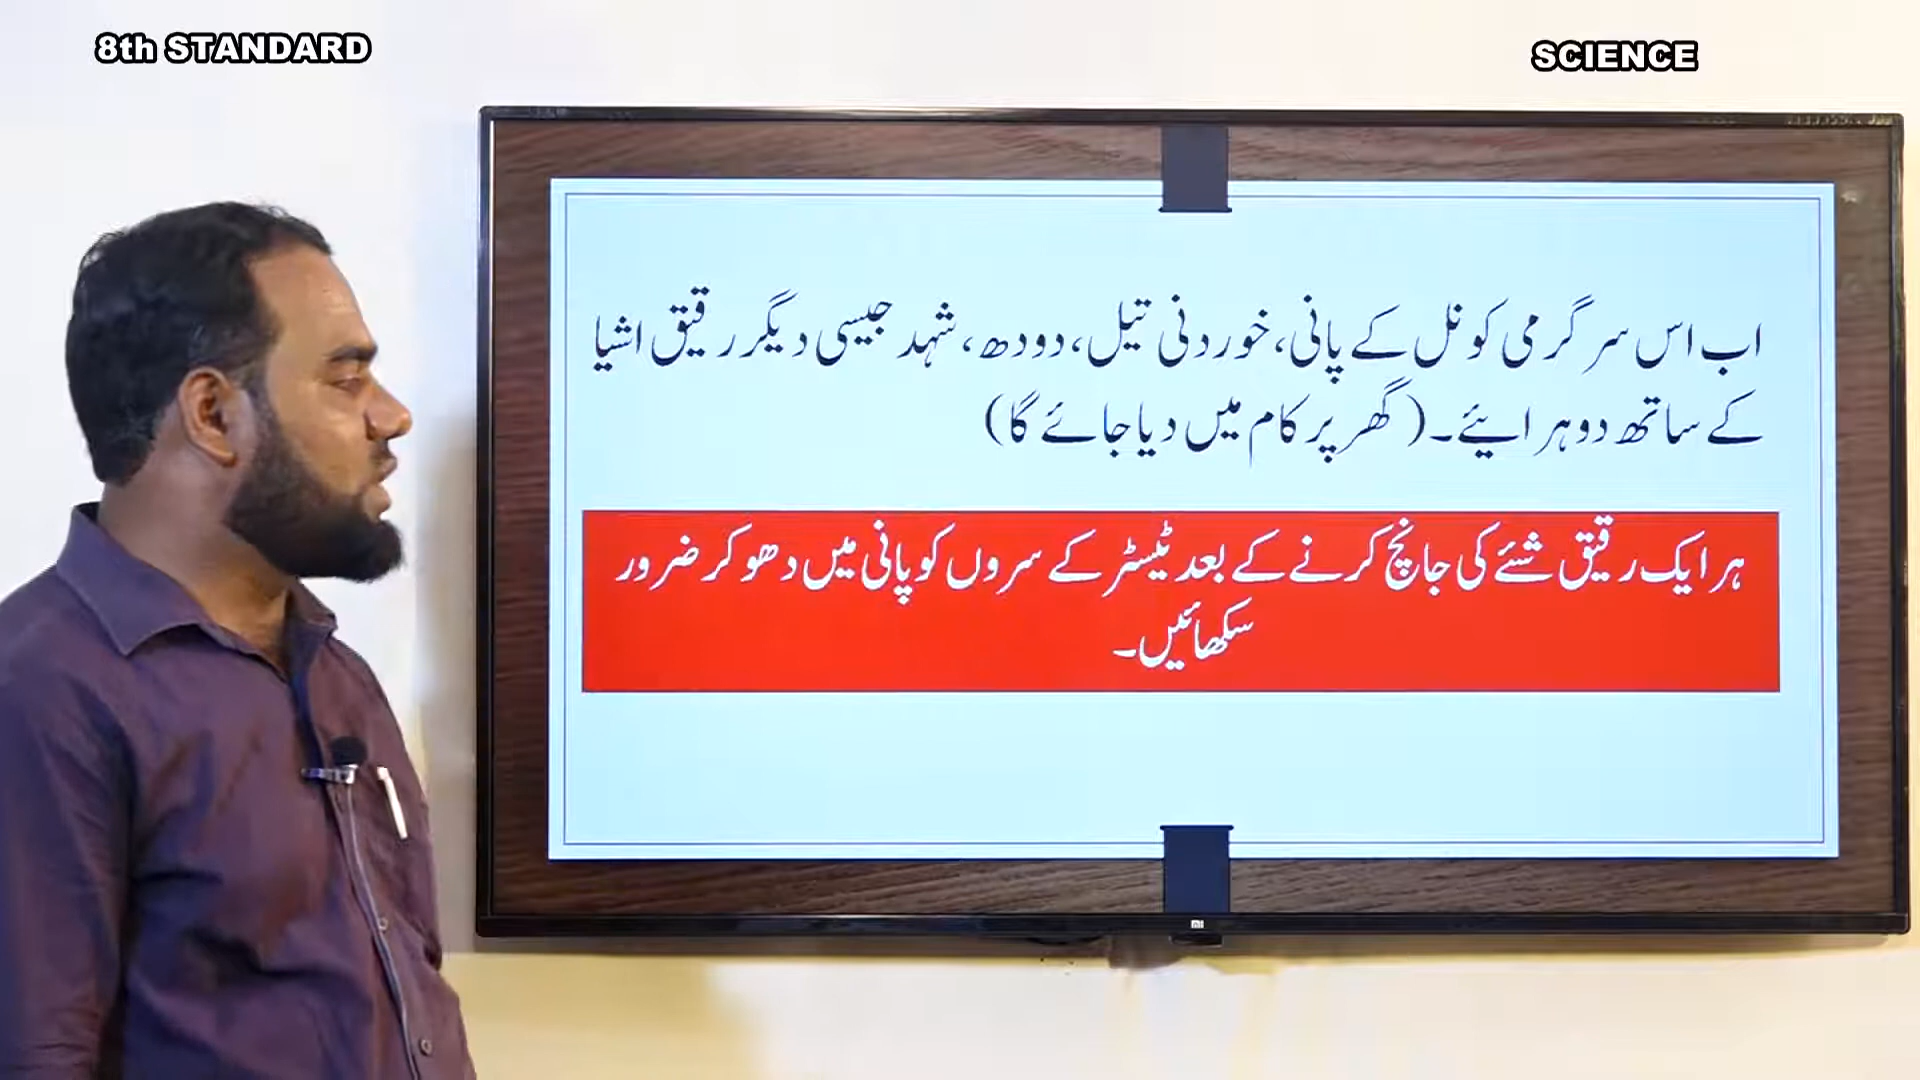 8th STANDARD
SCIENCE
اب اس سرگرمی کو نل کے پانی، خوردنی تیل، دودھ، شہد جیسی دیگر رقیق اشیا
کے ساتھ دوہرایئے۔ (گھر پر کام میں دیا جائے گا)
ہر ایک رقیق شئے کی جانچ کرنے کے بعد ٹیسٹر کے سروں کو پانی میں دھو کر ضرور
سکھائیں۔
mi